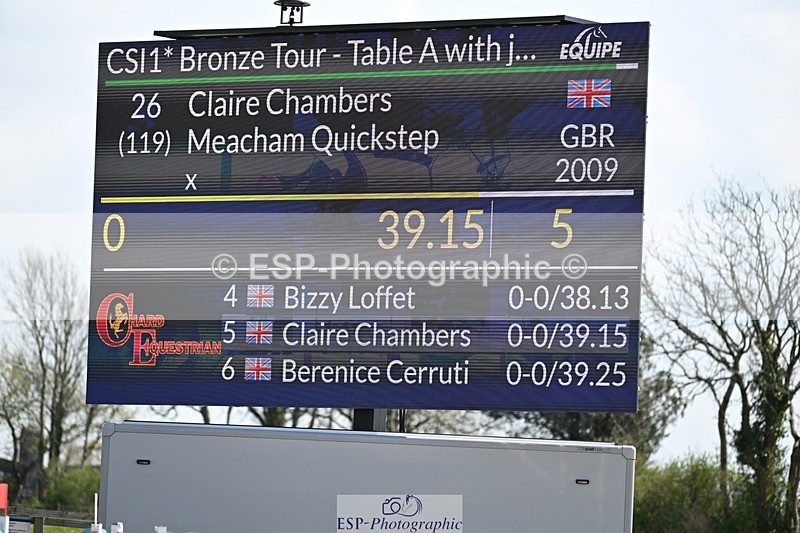 CSI1* Bronze Tour - Table A with j...
EQUIPE
26 Claire Chambers
(119) Meacham Quickstep GBR
x 2009
0 39.15 5
© ESP-Photographic ©
4 Bizzy Loffet 0-0/38.13
5 Claire Chambers 0-0/39.15
6 Berenice Cerruti 0-0/39.25
CHARD
EQUESTRIAN
ESP-Photographic